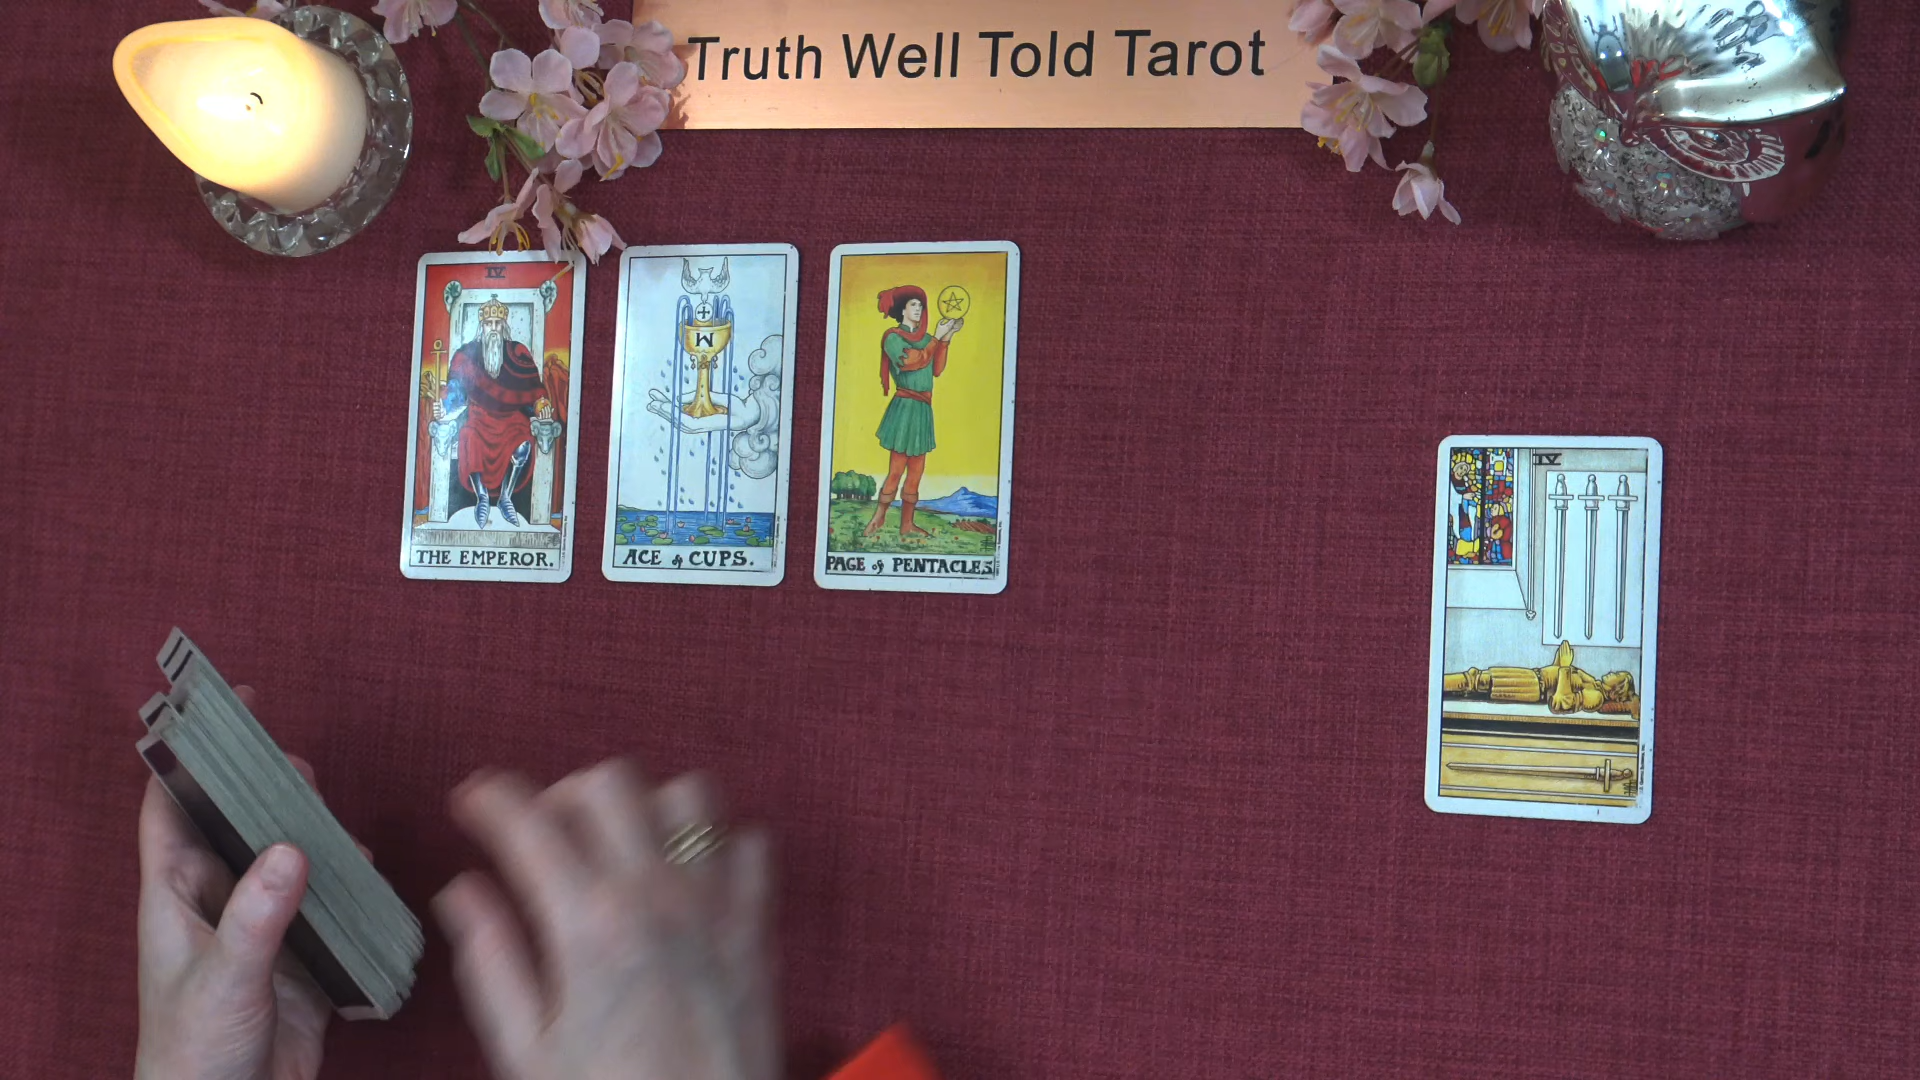 Truth Well Told Tarot
IV
THE EMPEROR.
W
ACE of CUPS.
PAGE of PENTACLES
IV